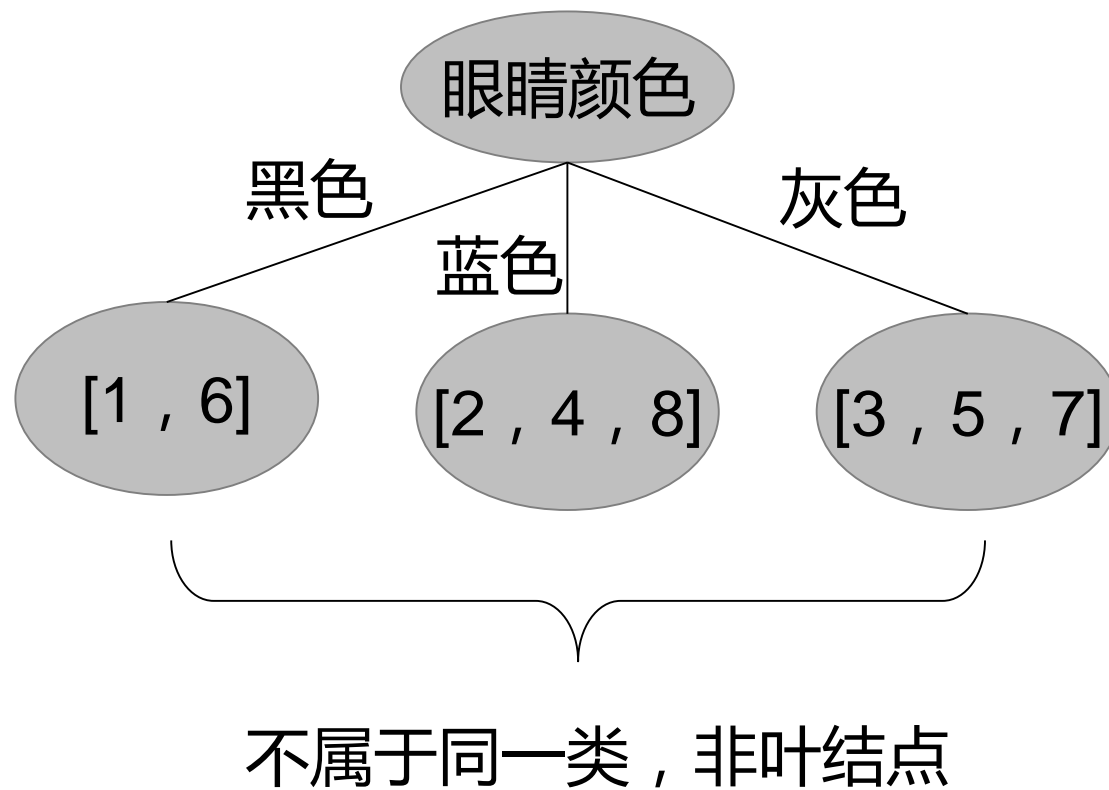 眼睛颜色
黑色
灰色
蓝色
[1，6]
[2，4，8]
[3，5，7]
不属于同一类，非叶结点